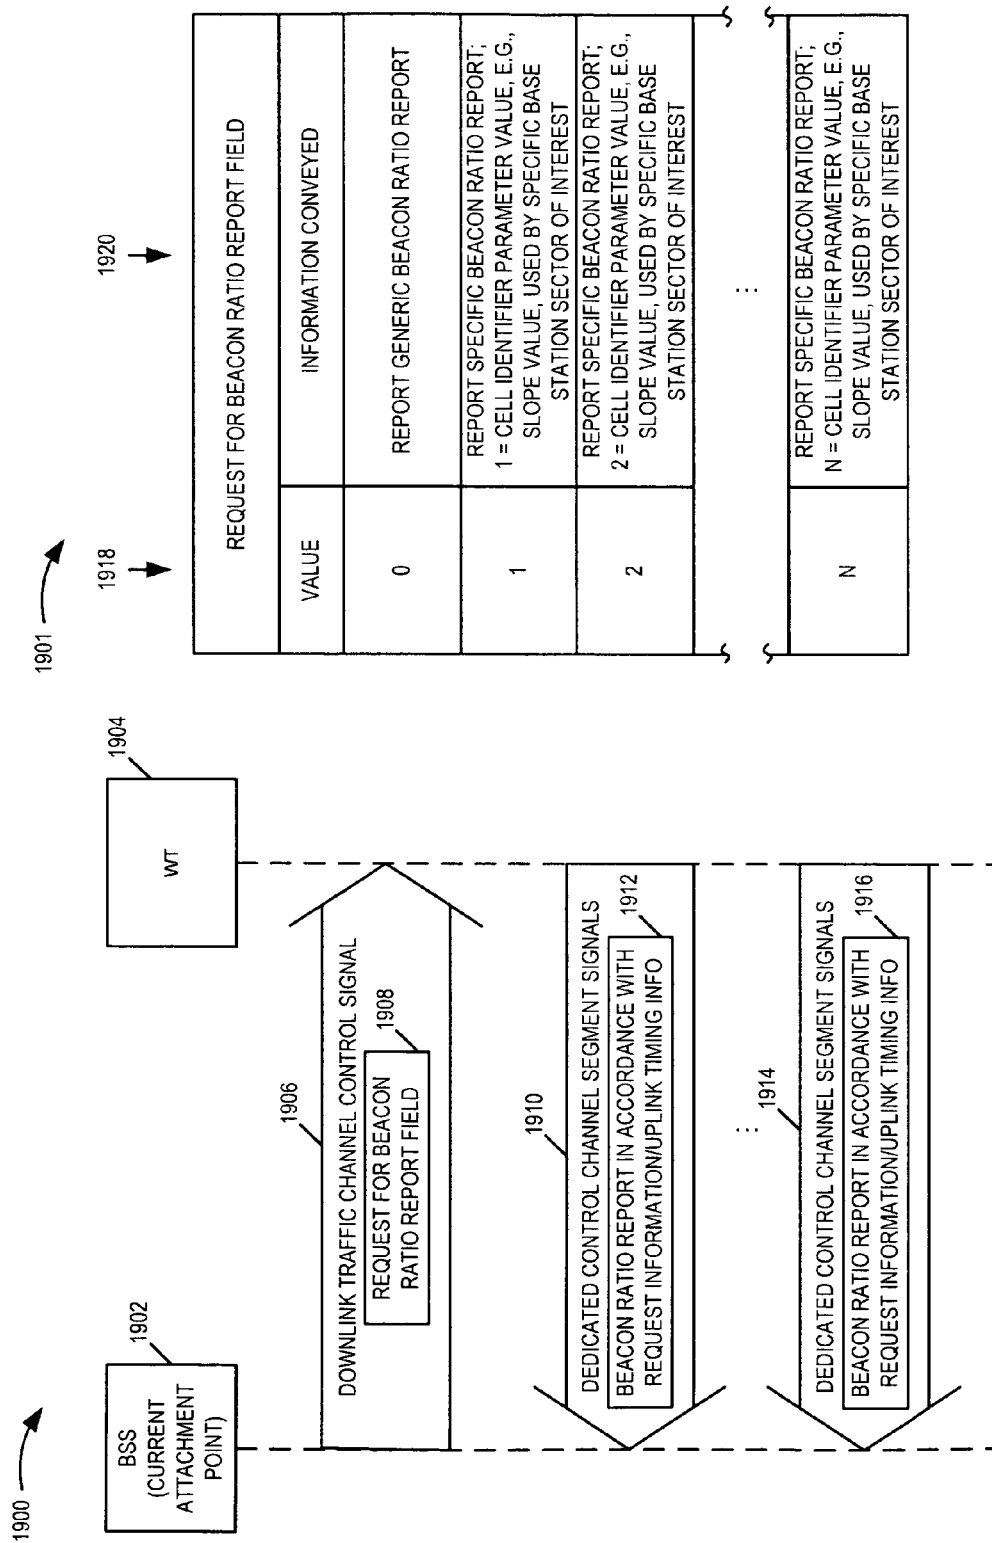 1900
BSS
(CURRENT
ATTACHMENT
POINT)
1902
WT
1904
1906
DOWNLINK TRAFFIC CHANNEL CONTROL SIGNAL
1908
REQUEST FOR BEACON
RATIO REPORT FIELD
1910
DEDICATED CONTROL CHANNEL SEGMENT SIGNALS
1912
BEACON RATIO REPORT IN ACCORDANCE WITH
REQUEST INFORMATION/UPLINK TIMING INFO
...
1914
DEDICATED CONTROL CHANNEL SEGMENT SIGNALS
1916
BEACON RATIO REPORT IN ACCORDANCE WITH
REQUEST INFORMATION/UPLINK TIMING INFO
1901
1918
1920
REQUEST FOR BEACON RATIO REPORT FIELD
VALUE
INFORMATION CONVEYED
0
REPORT GENERIC BEACON RATIO REPORT
1
REPORT SPECIFIC BEACON RATIO REPORT;
1 = CELL IDENTIFIER PARAMETER VALUE, E.G.,
SLOPE VALUE, USED BY SPECIFIC BASE
STATION SECTOR OF INTEREST
2
REPORT SPECIFIC BEACON RATIO REPORT;
2 = CELL IDENTIFIER PARAMETER VALUE, E.G.,
SLOPE VALUE, USED BY SPECIFIC BASE
STATION SECTOR OF INTEREST
...
N
REPORT SPECIFIC BEACON RATIO REPORT;
N = CELL IDENTIFIER PARAMETER VALUE, E.G.,
SLOPE VALUE, USED BY SPECIFIC BASE
STATION SECTOR OF INTEREST